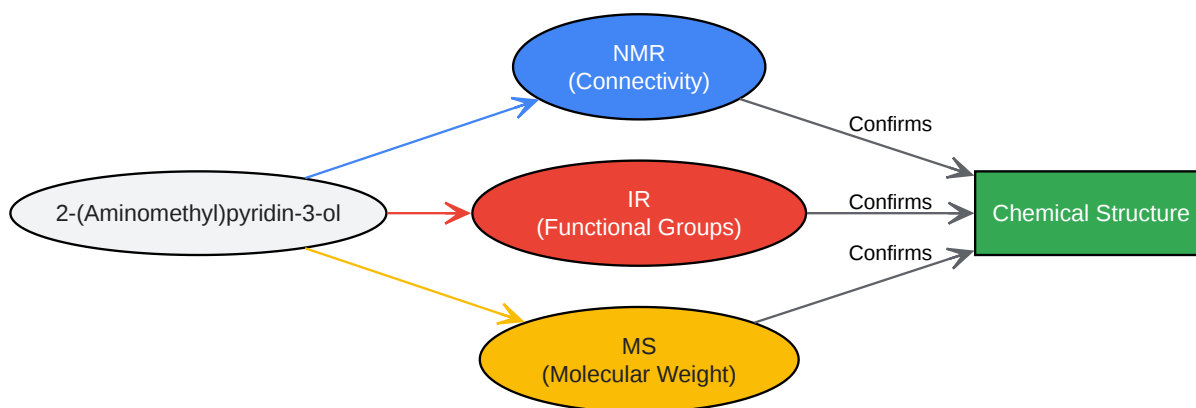 NMR
(Connectivity)
Confirms
2-(Aminomethyl)pyridin-3-ol
IR
(Functional Groups)
Confirms
Chemical Structure
Confirms
MS
(Molecular Weight)